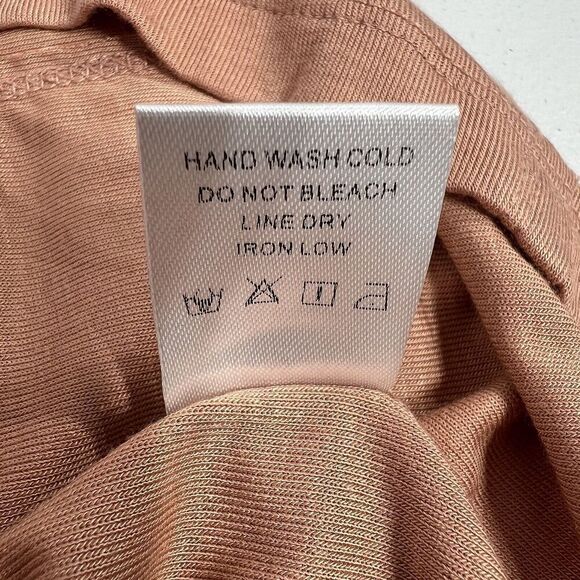 HAND WASH COLD
DO NOT BLEACH
LINE DRY
IRON LOW